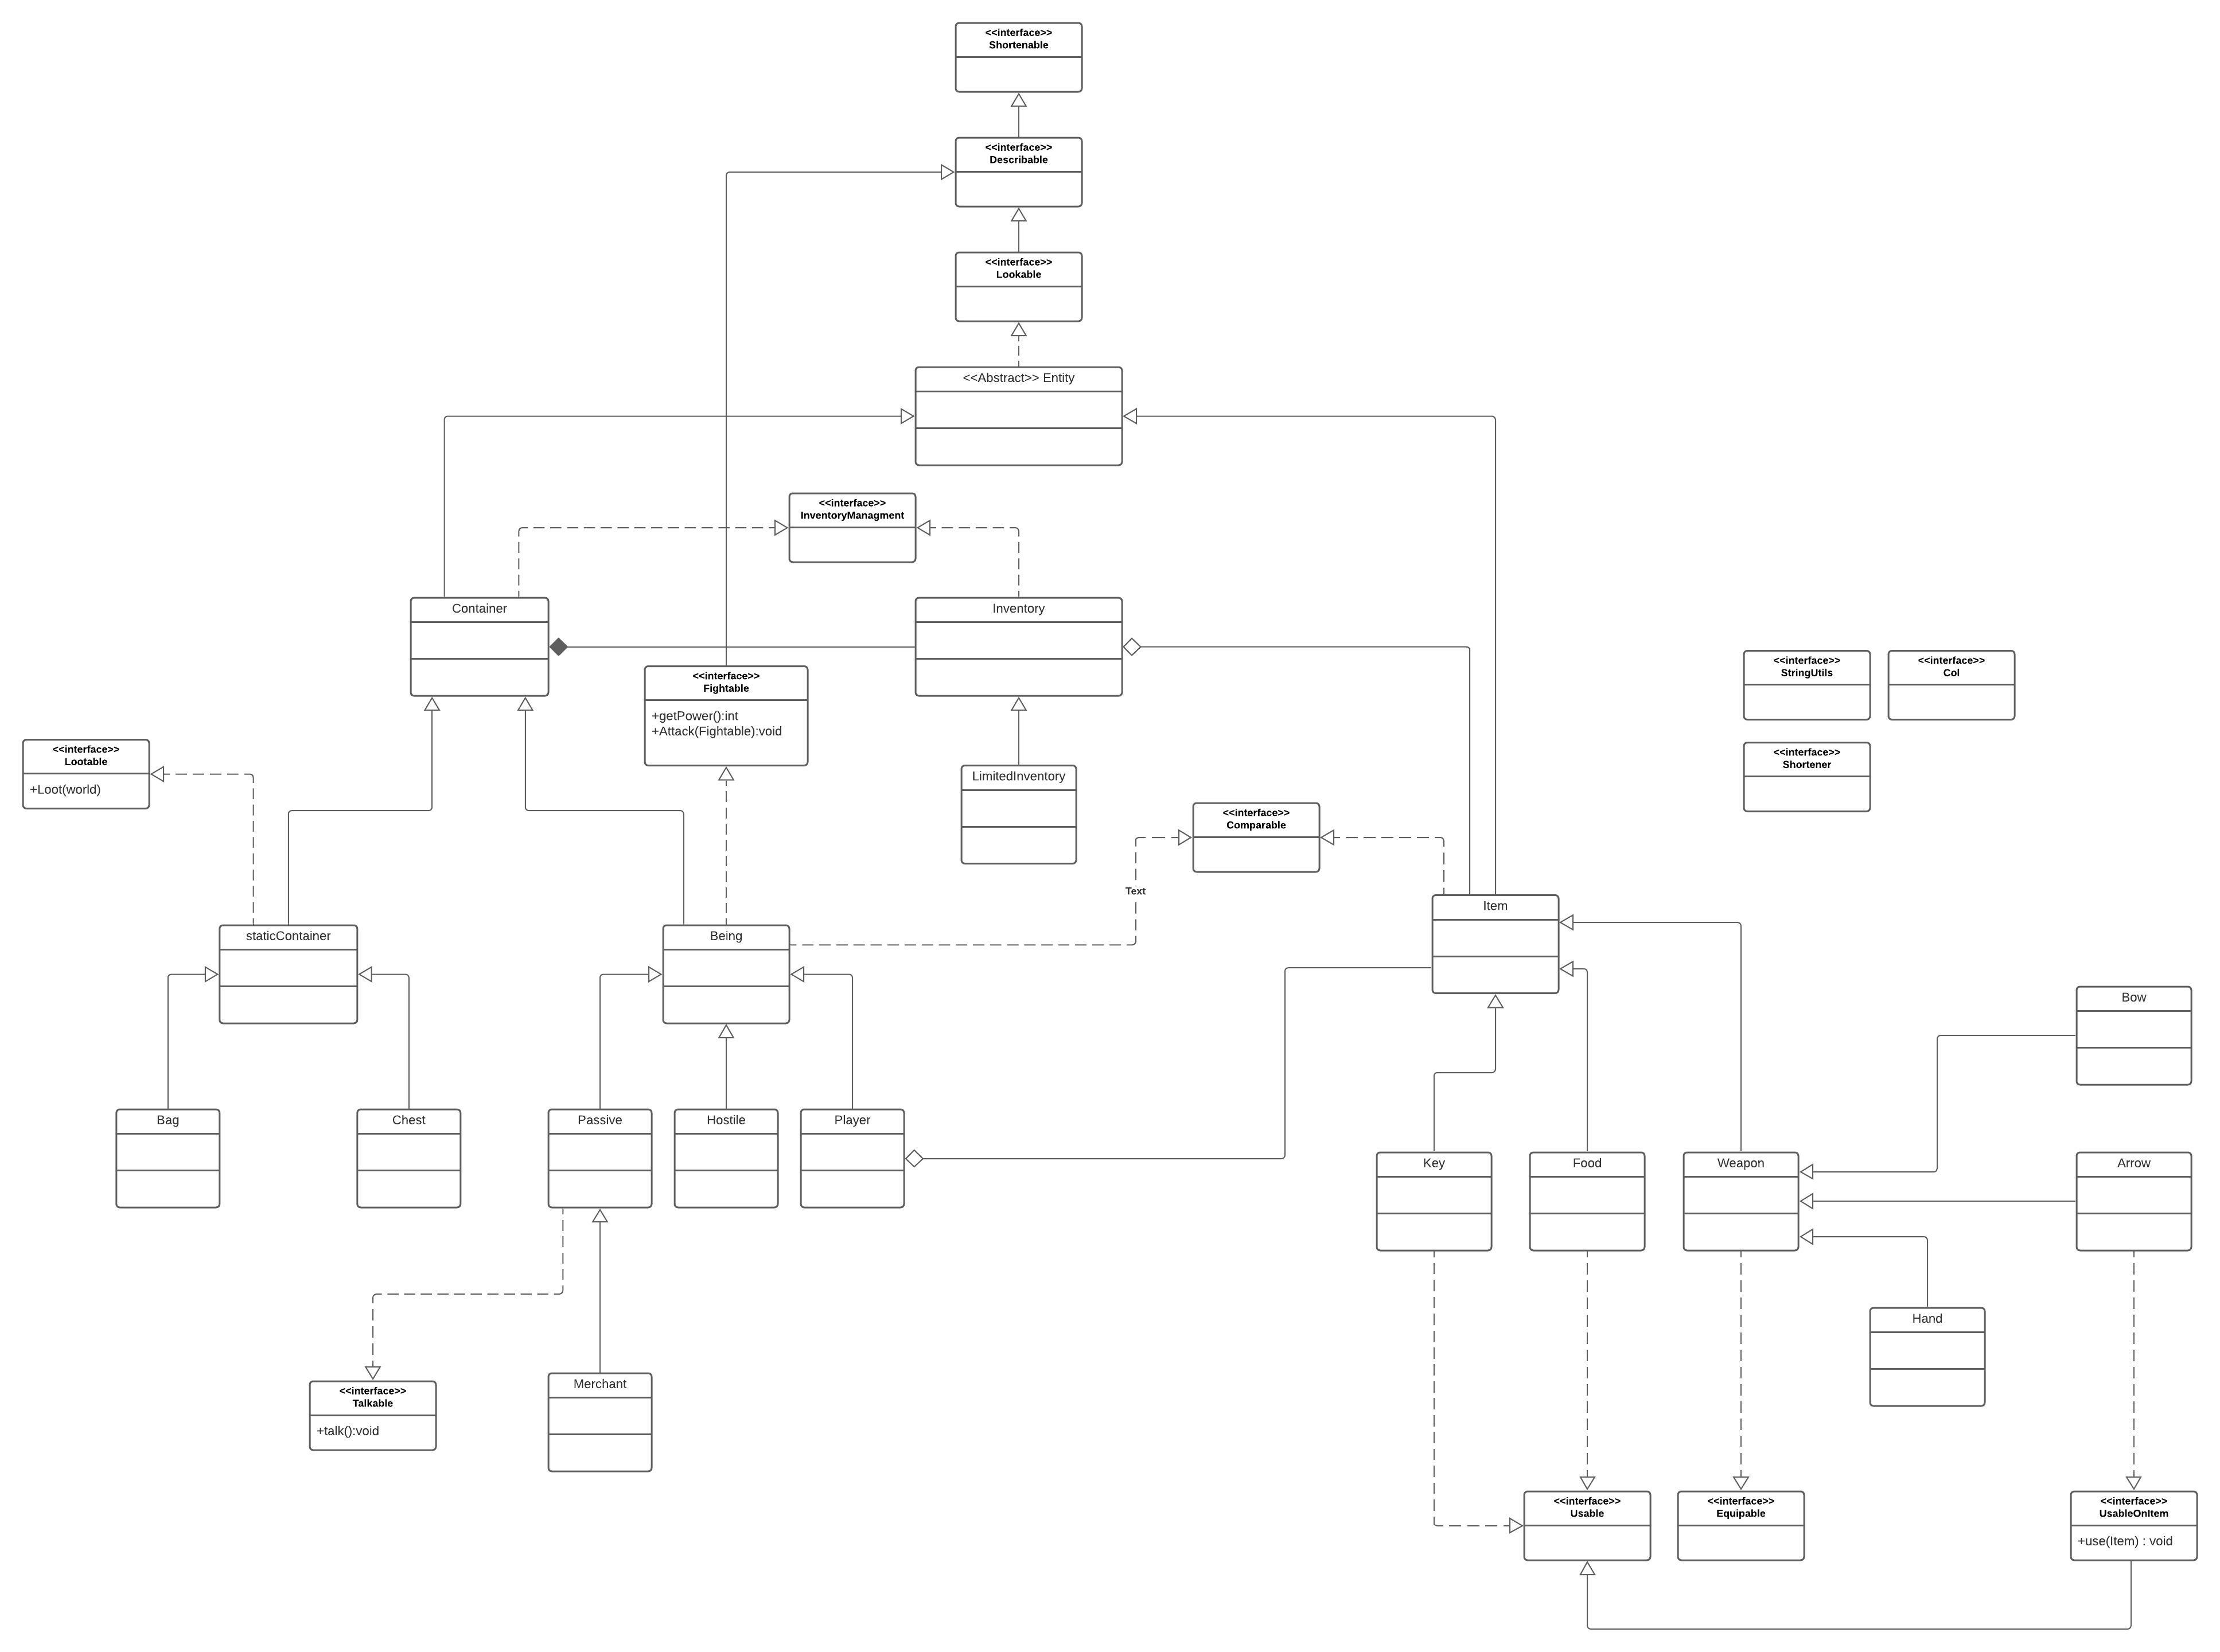 <<interface>>
Shortenable
<<interface>>
Describable
<<interface>>
Lookable
<<Abstract>> Entity
<<interface>>
InventoryManagment
Container
Inventory
<<interface>>
Fightable
+getPower():int
+Attack(Fightable):void
<<interface>>
StringUtils
<<interface>>
Col
<<interface>>
Shortener
<<interface>>
Lootable
+Loot(world)
LimitedInventory
<<interface>>
Comparable
Text
Item
staticContainer
Being
Bow
Bag
Chest
Passive
Hostile
Player
Key
Food
Weapon
Arrow
Hand
<<interface>>
Talkable
+talk():void
Merchant
<<interface>>
Usable
<<interface>>
Equipable
<<interface>>
UsableOnItem
+use(Item) : void